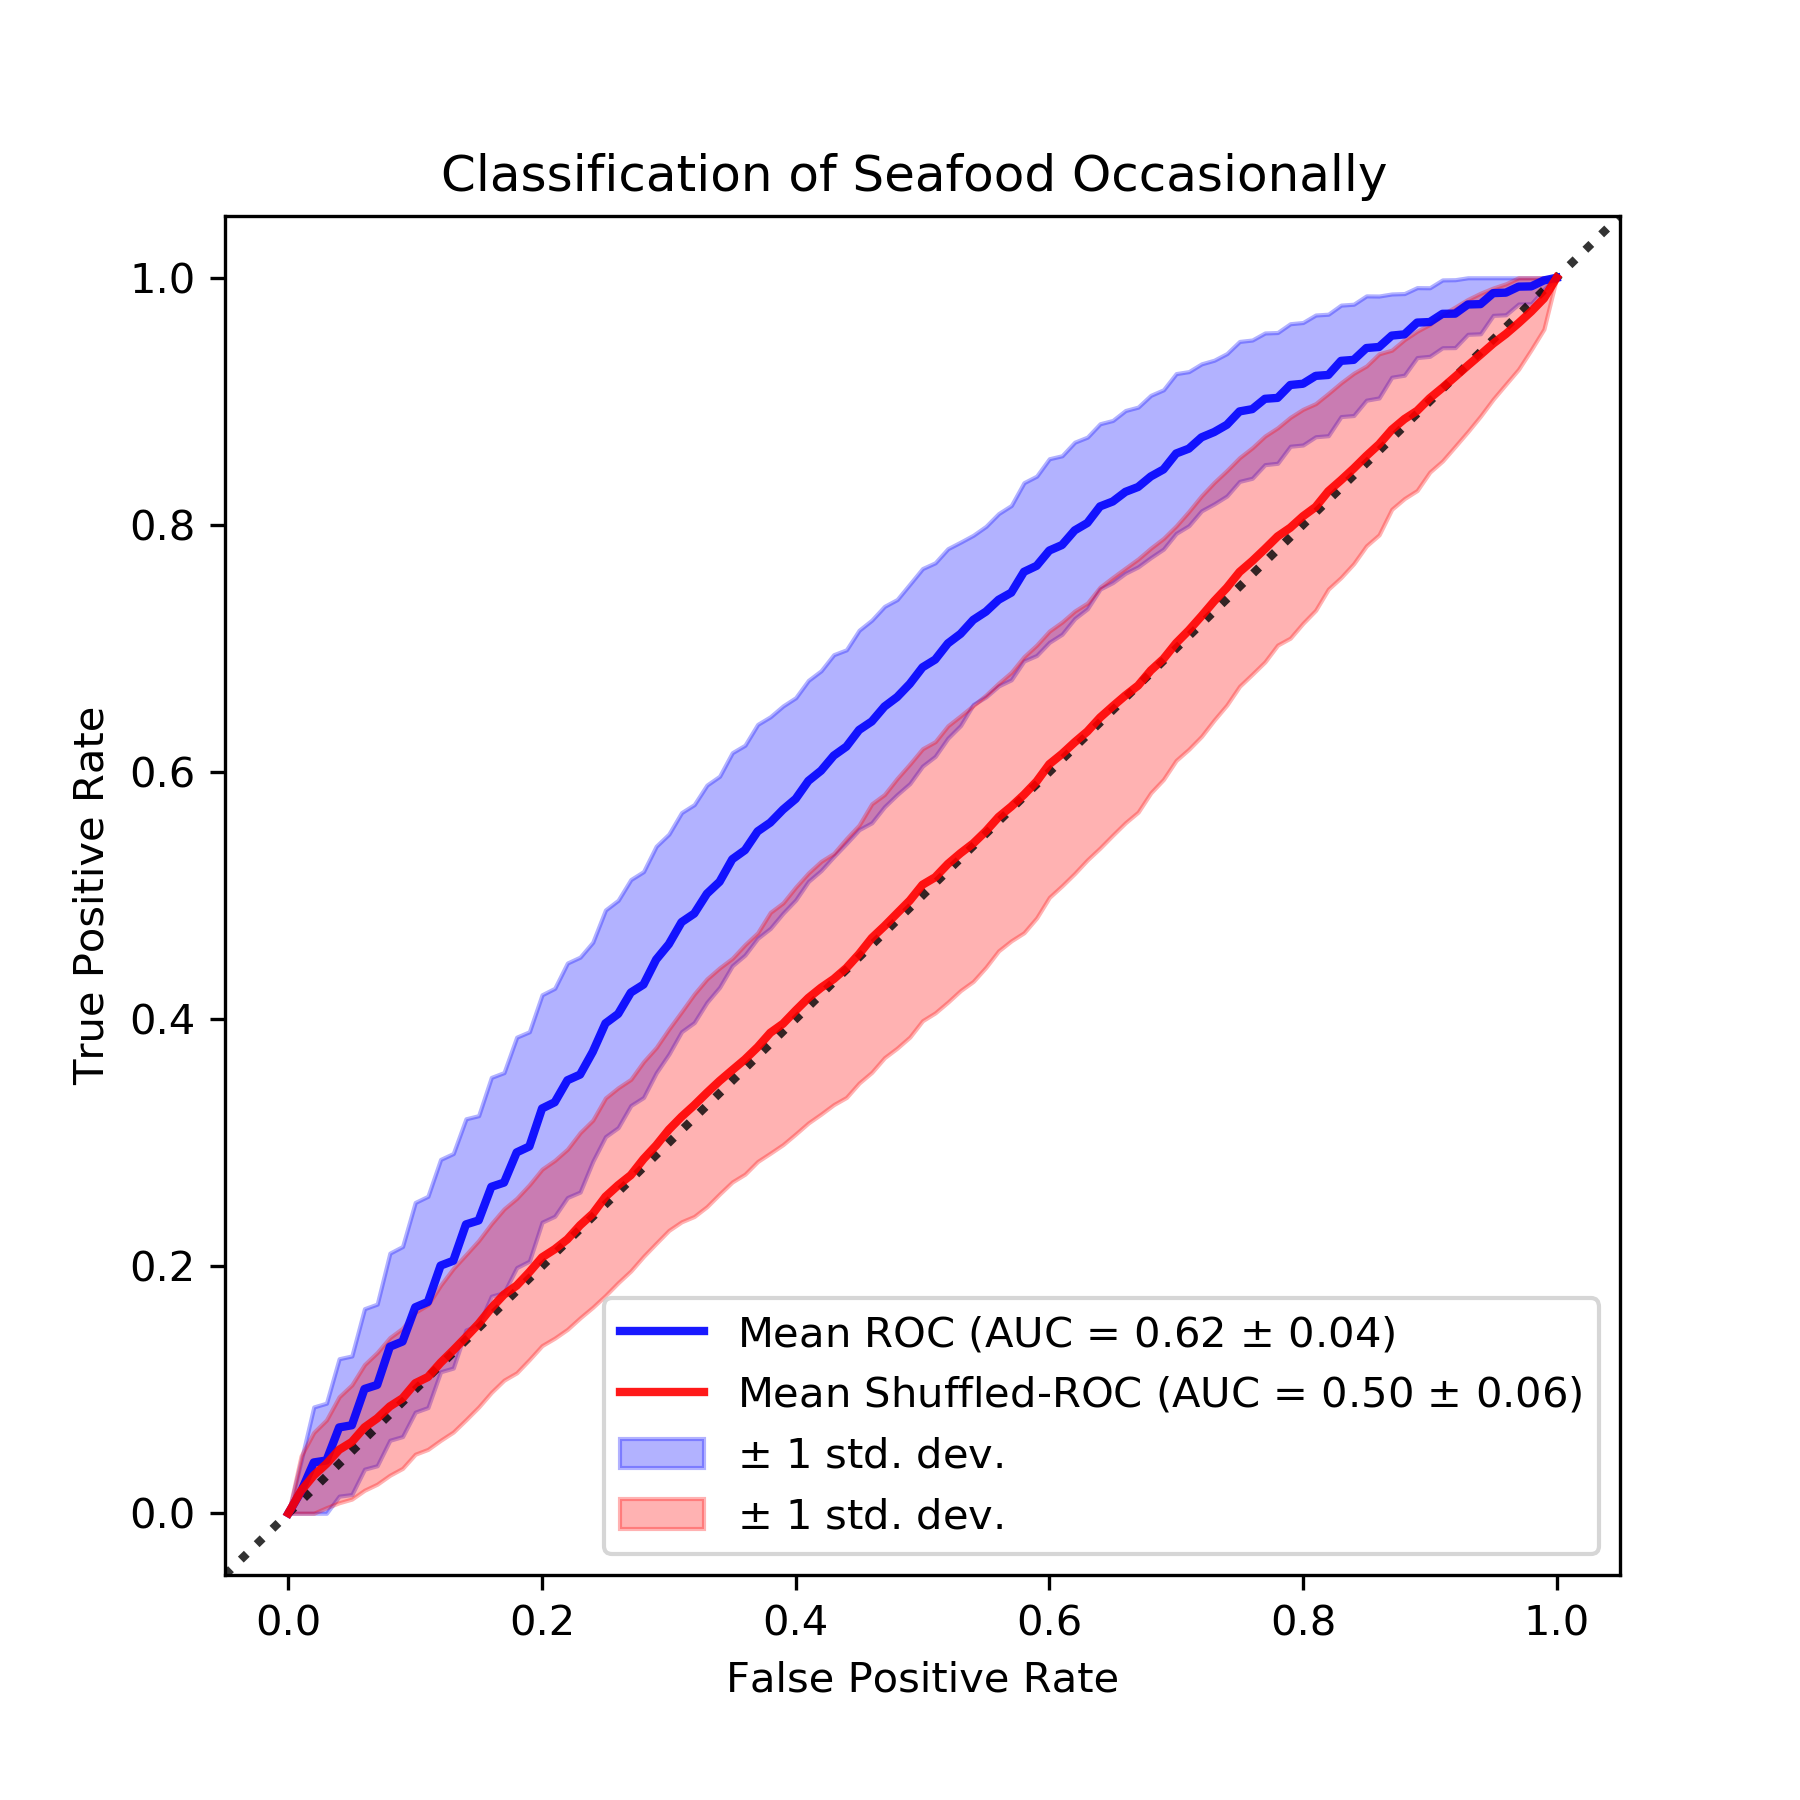 Classification of Seafood Occasionally
True Positive Rate
1.0
0.8
0.6
0.4
0.2
0.0
Mean ROC (AUC = 0.62 ± 0.04)
Mean Shuffled-ROC (AUC = 0.50 ± 0.06)
± 1 std. dev.
± 1 std. dev.
0.0 0.2 0.4 0.6 0.8 1.0
False Positive Rate